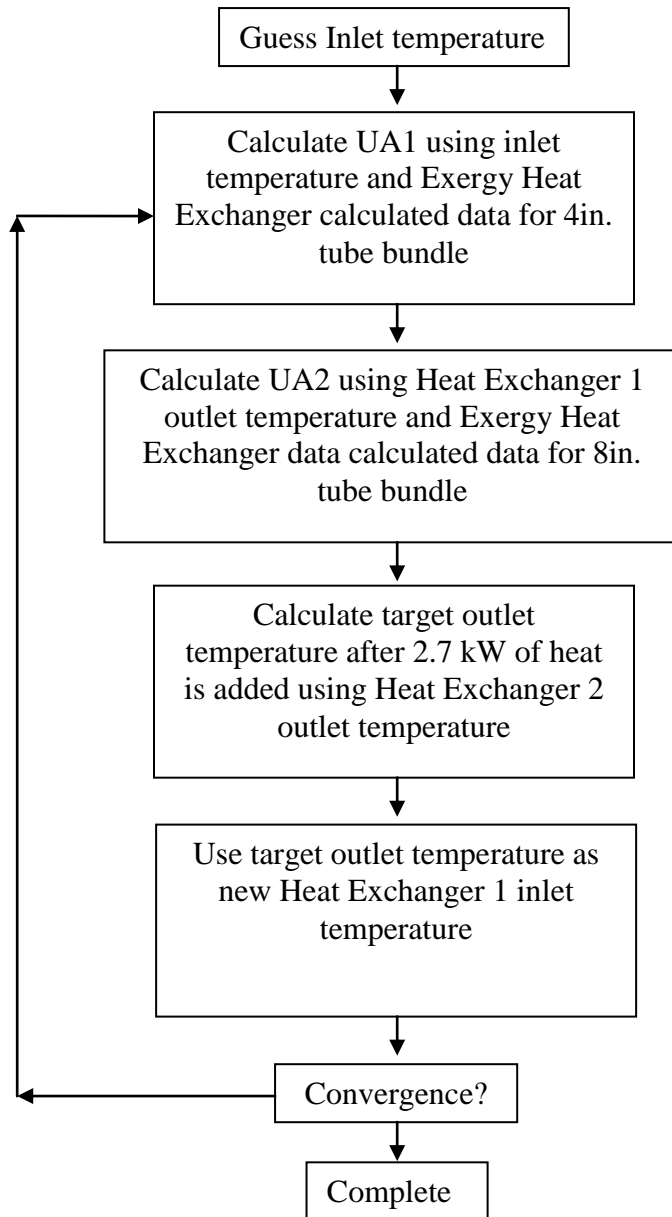 Guess Inlet temperature
Calculate UA1 using inlet
temperature and Exergy Heat
Exchanger calculated data for 4in.
tube bundle
Calculate UA2 using Heat Exchanger 1
outlet temperature and Exergy Heat
Exchanger data calculated data for 8in.
tube bundle
Calculate target outlet
temperature after 2.7 kW of heat
is added using Heat Exchanger 2
outlet temperature
Use target outlet temperature as
new Heat Exchanger 1 inlet
temperature
Convergence?
Complete